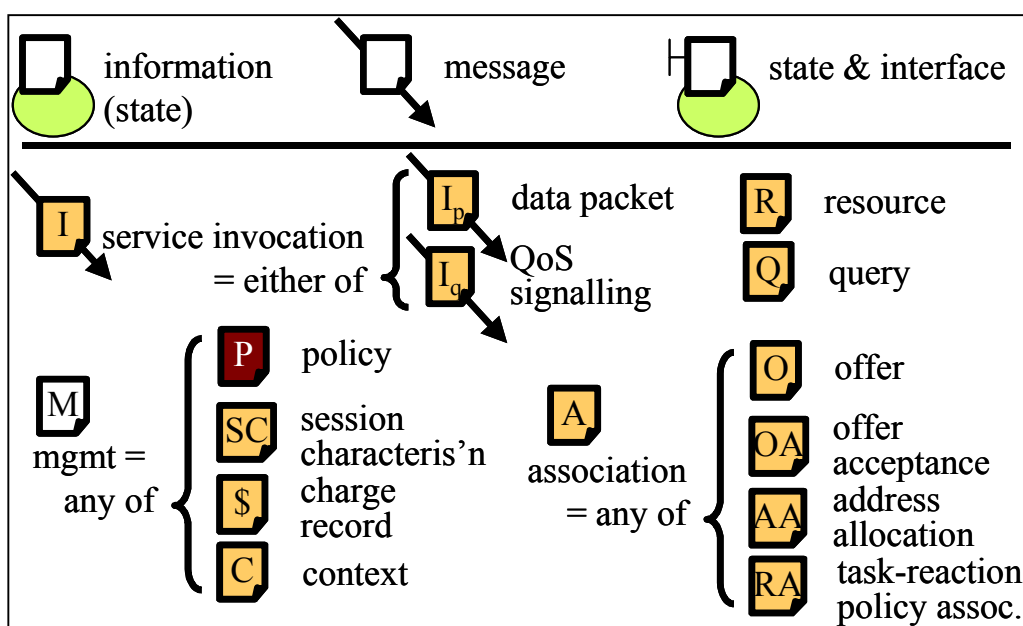 information
(state)
message
state & interface
I
service invocation
= either of
Ip
data packet
Iq
QoS
signalling
R
resource
Q
query
M
mgmt =
any of
P
policy
SC
session
characteris'n
$
charge
record
C
context
A
association
= any of
O
offer
OA
offer
acceptance
AA
address
allocation
RA
task-reaction
policy assoc.